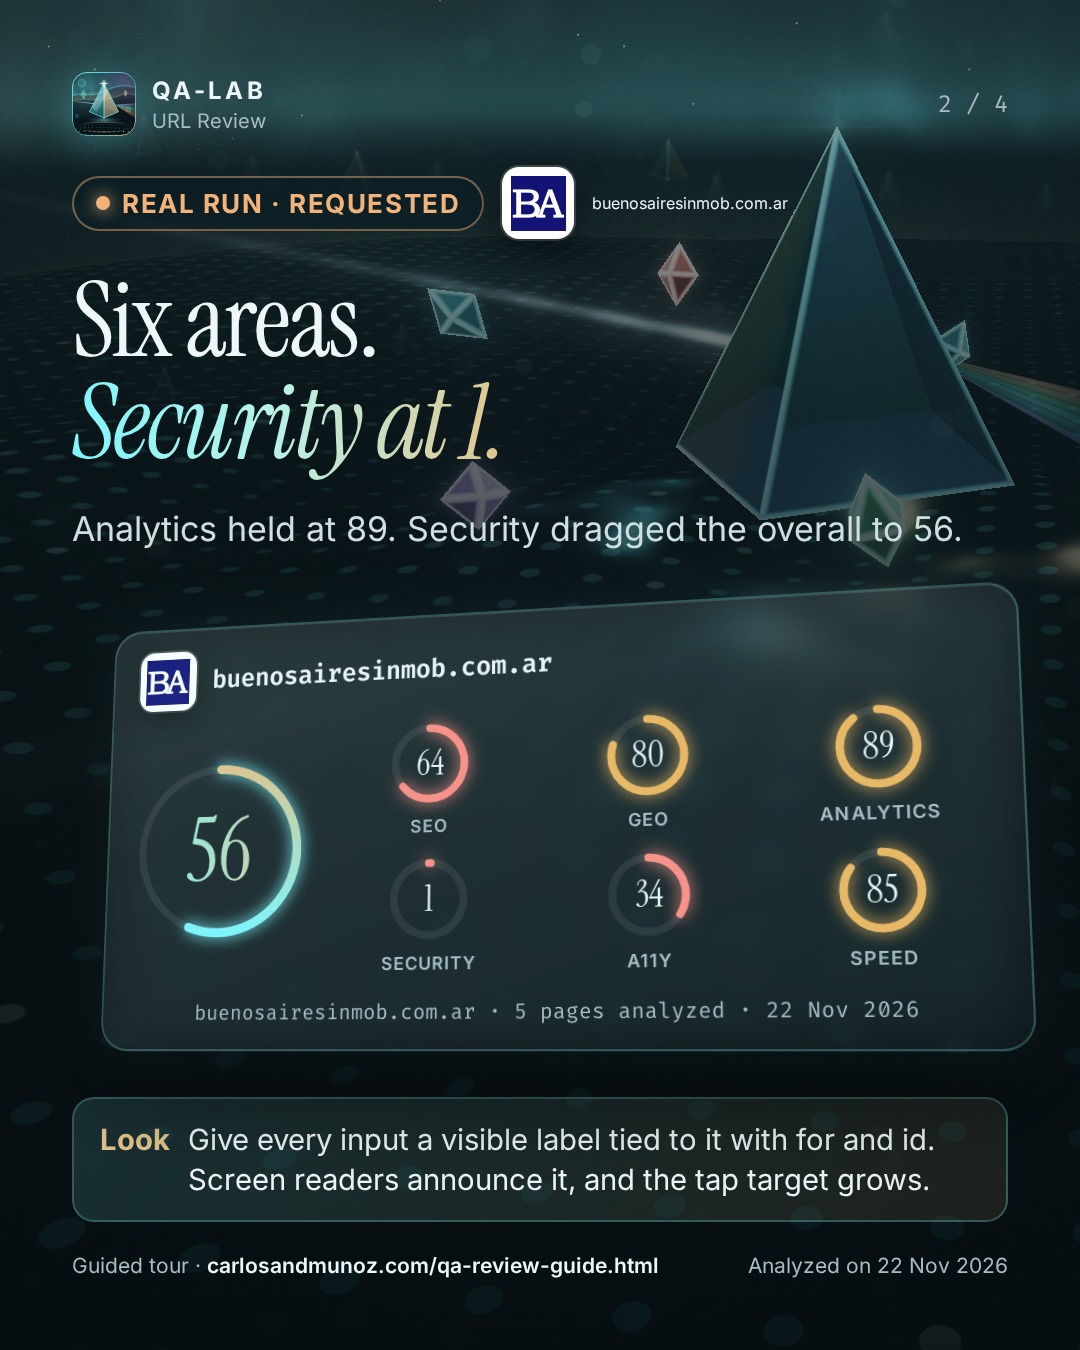 QA-LAB
URL Review
2 / 4
REAL RUN · REQUESTED
BA
buenosairesinmob.com.ar
Six areas.
Security at 1.
Analytics held at 89. Security dragged the overall to 56.
BA
buenosairesinmob.com.ar
56
64
SEO
80
GEO
89
ANALYTICS
1
SECURITY
34
A11Y
85
SPEED
buenosairesinmob.com.ar · 5 pages analyzed · 22 Nov 2026
Look
Give every input a visible label tied to it with for and id.
Screen readers announce it, and the tap target grows.
Guided tour · carlosandmunoz.com/qa-review-guide.html
Analyzed on 22 Nov 2026